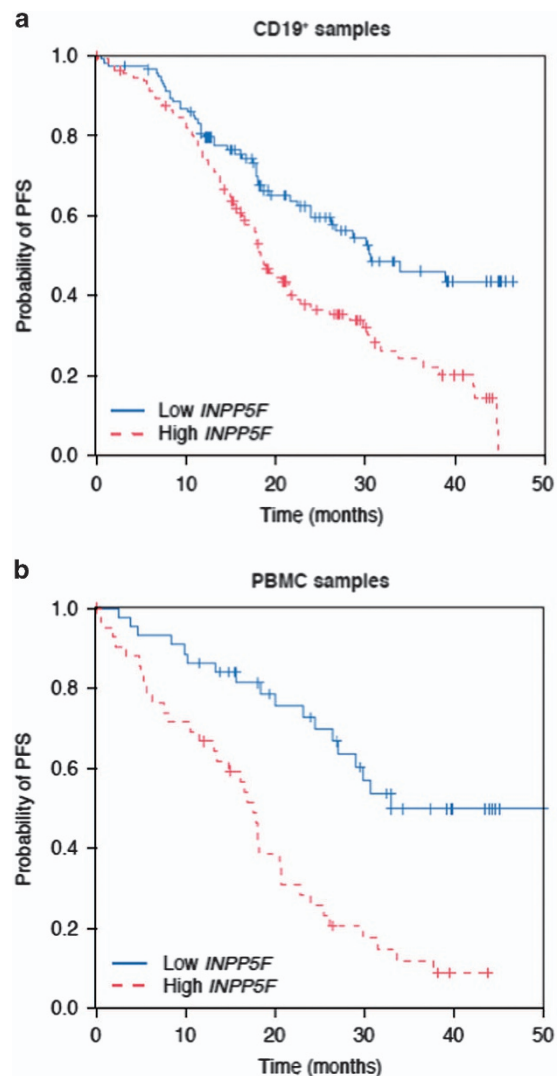 a
CD19+ samples
Probability of PFS
1.0
0.8
0.6
0.4
0.2
0.0
Low INPP5F
High INPP5F
0 10 20 30 40 50
Time (months)
b
PBMC samples
Probability of PFS
1.0
0.8
0.6
0.4
0.2
0.0
Low INPP5F
High INPP5F
0 10 20 30 40 50
Time (months)